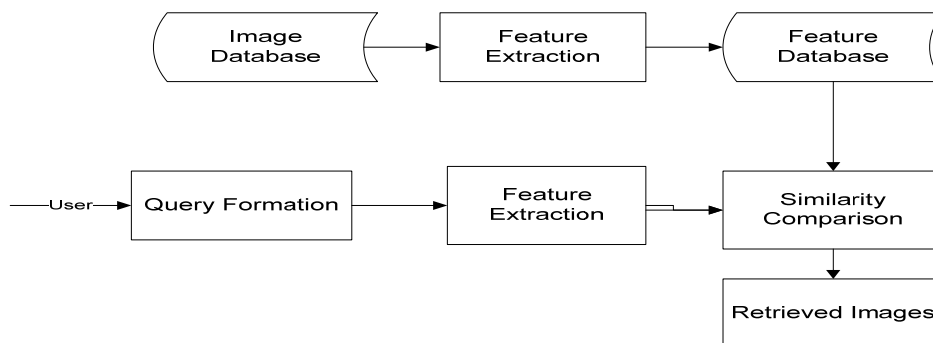 Image
Database
Feature
Extraction
Feature
Database
User
Query Formation
Feature
Extraction
Similarity
Comparison
Retrieved Images